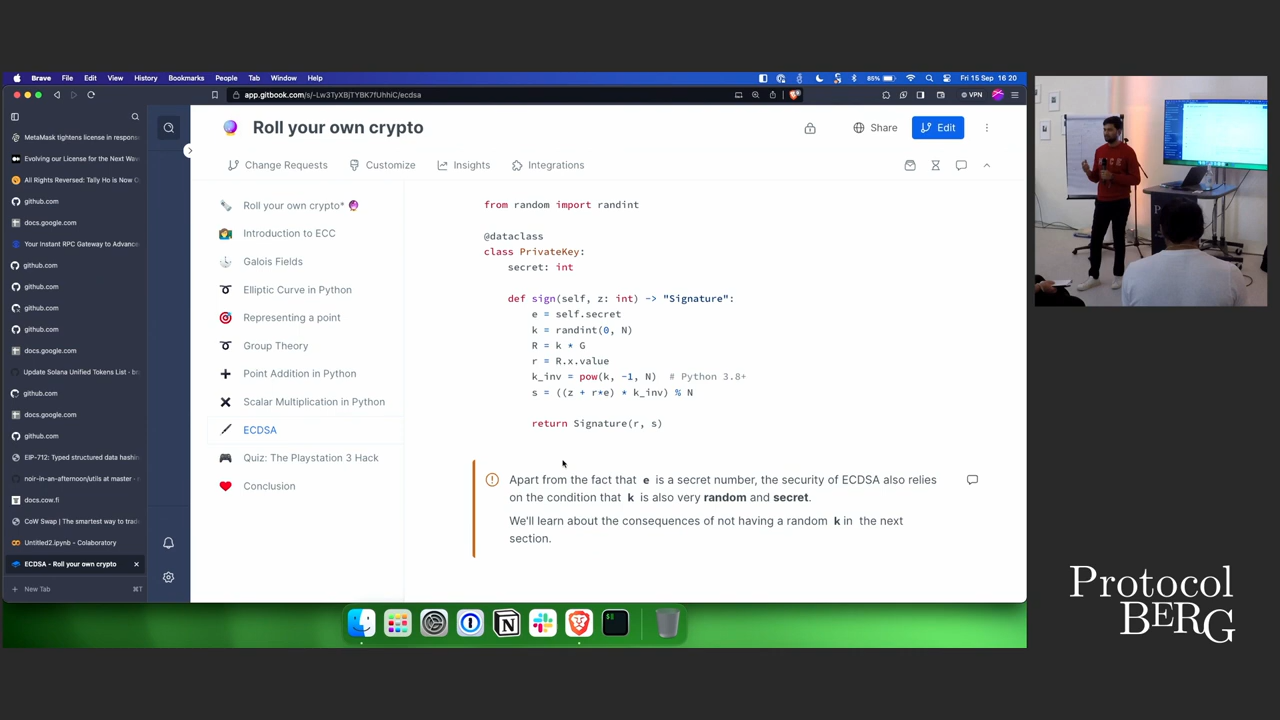 Brave File Edit View History Bookmarks People Tab Window Help
85% Fri 15 Sep 16 20
app.gitbook.com/s/-Lw3TyXBjTYBK7fUhhlC/ecdsa
VPN
MetaMask tightens license in respons
Evolving our License for the Next Wav
All Rights Reversed: Tally Ho is Now O
github.com
docs.google.com
Your Instant RPC Gateway to Advance
github.com
github.com
github.com
github.com
docs.google.com
Update Solana Unified Tokens List - bo
github.com
docs.google.com
github.com
EIP-712: Typed structured data hashin
noir-in-an-afternoon/utils at master
docs.cow.fi
CoW Swap | The smartest way to trad
Untitled2.ipynb - Colaboratory
ECDSA - Roll your own crypto
New Tab ⌘T
Roll your own crypto
Share
Edit
Change Requests
Customize
Insights
Integrations
Roll your own crypto* 🔮
Introduction to ECC
Galois Fields
Elliptic Curve in Python
Representing a point
Group Theory
Point Addition in Python
Scalar Multiplication in Python
ECDSA
Quiz: The Playstation 3 Hack
Conclusion
from random import randint
@dataclass
class PrivateKey:
secret: int
def sign(self, z: int) -> "Signature":
e = self.secret
k = randint(0, N)
R = k * G
r = R.x.value
k_inv = pow(k, -1, N) # Python 3.8+
s = ((z + r*e) * k_inv) % N
return Signature(r, s)
Apart from the fact that e is a secret number, the security of ECDSA also relies
on the condition that k is also very random and secret.
We'll learn about the consequences of not having a random k in the next
section.
Protocol
BERG